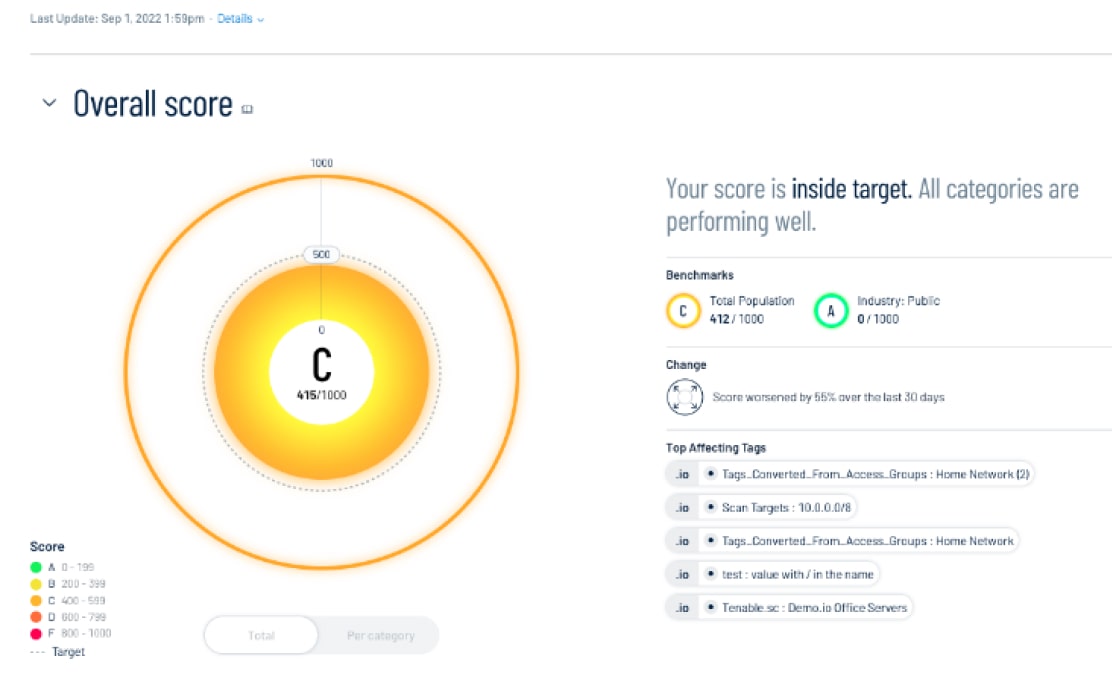 Last Update: Sep 1, 2022 1:59pm · Details
Overall score
1000
500
0
C
415/1000
Score
A 0 - 199
B 200 - 399
C 400 - 599
D 600 - 799
F 800 - 1000
Target
Total
Per category
Your score is inside target. All categories are
performing well.
Benchmarks
C
Total Population
412 / 1000
A
Industry: Public
0 / 1000
Change
Score worsened by 55% over the last 30 days
Top Affecting Tags
.io Tags_Converted_From_Access_Groups : Home Network (2)
.io Scan Targets : 10.0.0.0/8
.io Tags_Converted_From_Access_Groups : Home Network
.io test : value with / in the name
.io Tenable.sc : Demo.io Office Servers